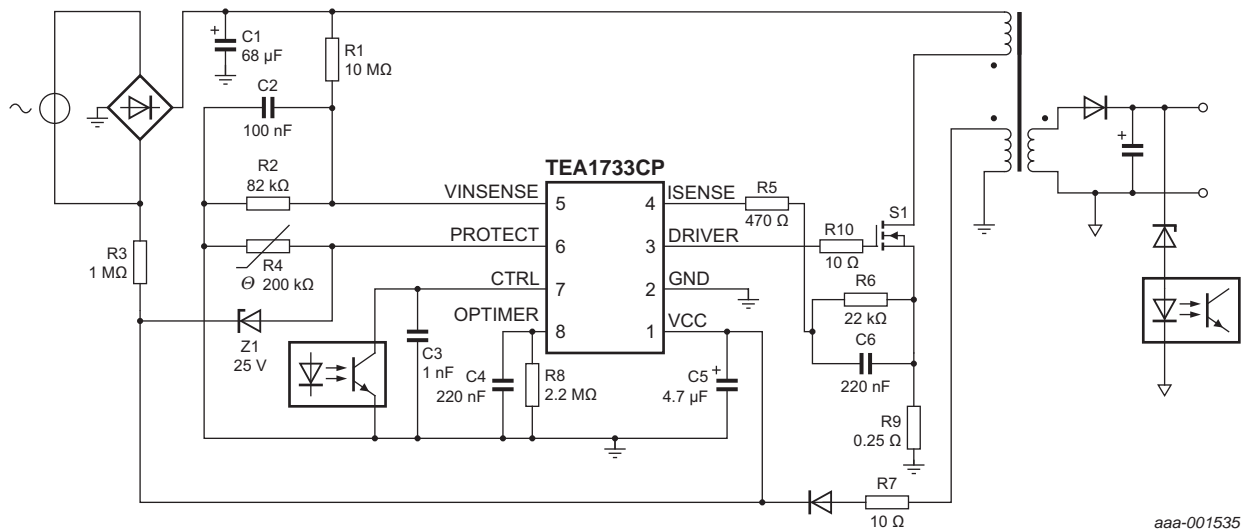 C1
68 µF
R1
10 MΩ
C2
100 nF
R2
82 kΩ
R3
1 MΩ
Θ
R4
200 kΩ
Z1
25 V
TEA1733CP
VINSENSE
5
4
ISENSE
PROTECT
6
3
DRIVER
CTRL
7
2
GND
OPTIMER
8
1
VCC
R5
470 Ω
S1
R10
10 Ω
R6
22 kΩ
C6
220 nF
C3
1 nF
C4
220 nF
R8
2.2 MΩ
C5
4.7 µF
R9
0.25 Ω
R7
10 Ω
aaa-001535